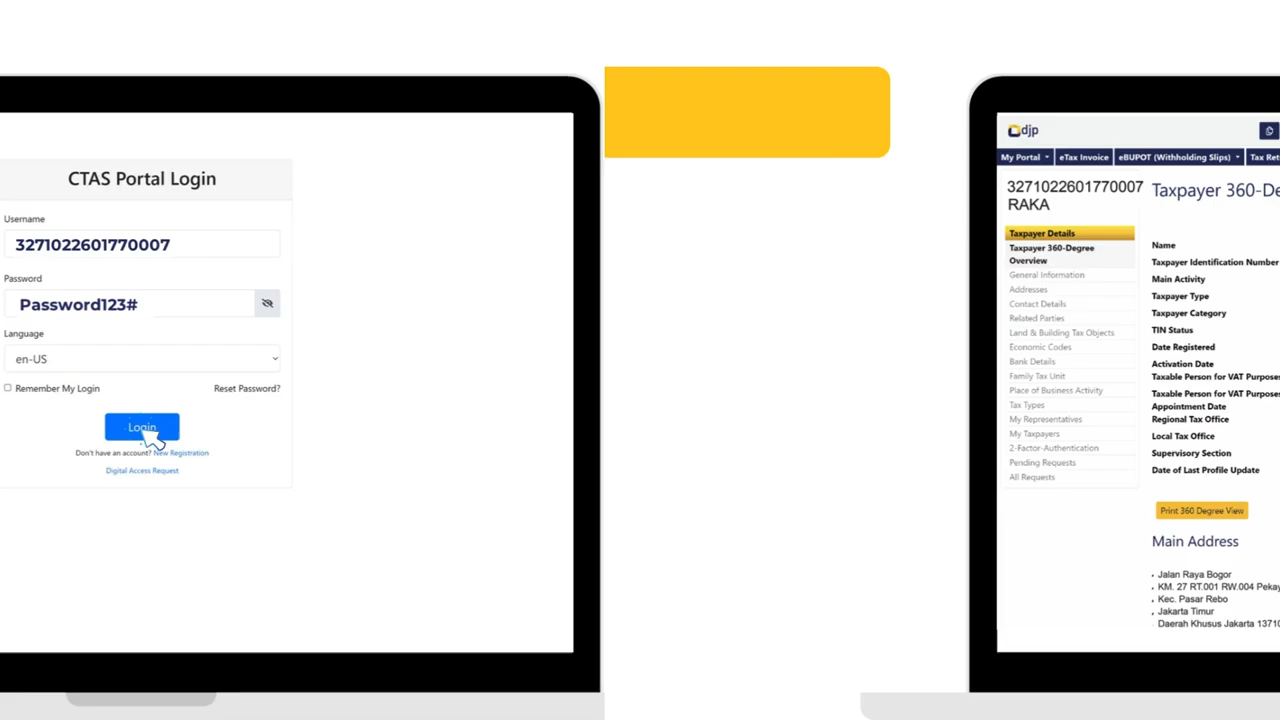 CTAS Portal Login
Username
3271022601770007
Password
Password123#
Language
en-US
Remember My Login
Reset Password?
Login
Don't have an account? New Registration
Digital Access Request
djp
My Portal
eTax Invoice
eBUPOT (Withholding Slips)
Tax Ret
3271022601770007
RAKA
Taxpayer Details
Taxpayer 360-Degree
Overview
General Information
Addresses
Contact Details
Related Parties
Land & Building Tax Objects
Economic Codes
Bank Details
Family Tax Unit
Place of Business Activity
Tax Types
My Representatives
My Taxpayers
2-Factor-Authentication
Pending Requests
All Requests
Taxpayer 360-De
Name
Taxpayer Identification Number
Main Activity
Taxpayer Type
Taxpayer Category
TIN Status
Date Registered
Activation Date
Taxable Person for VAT Purposes
Taxable Person for VAT Purposes
Appointment Date
Regional Tax Office
Local Tax Office
Supervisory Section
Date of Last Profile Update
Print 360 Degree View
Main Address
Jalan Raya Bogor
KM. 27 RT.001 RW.004 Pekay
Kec. Pasar Rebo
Jakarta Timur
Daerah Khusus Jakarta 13710